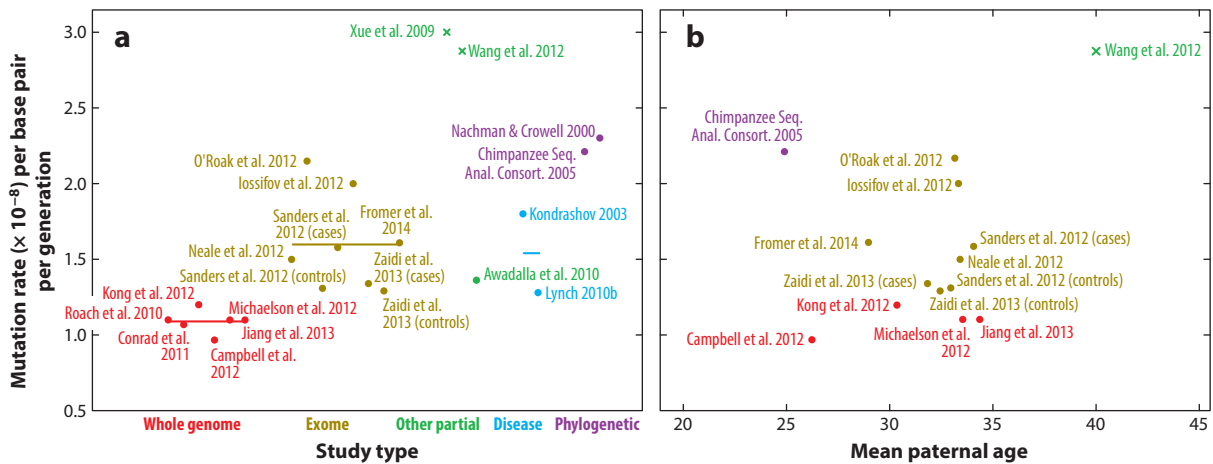 Mutation rate (× 10⁻⁸) per base pair
per generation
3.0
2.5
2.0
1.5
1.0
0.5
a
Xue et al. 2009
Wang et al. 2012
Nachman & Crowell 2000
Chimpanzee Seq.
Anal. Consort. 2005
O'Roak et al. 2012
Iossifov et al. 2012
Kondrashov 2003
Sanders et al.
2012 (cases)
Fromer et al.
2014
Neale et al. 2012
Zaidi et al.
2013 (cases)
Sanders et al. 2012 (controls)
Awadalla et al. 2010
Lynch 2010b
Zaidi et al.
2013 (controls)
Kong et al. 2012
Roach et al. 2010
Michaelson et al. 2012
Conrad et al.
2011
Jiang et al. 2013
Campbell et al.
2012
Whole genome
Exome
Other partial
Disease
Phylogenetic
Study type
b
Wang et al. 2012
Chimpanzee Seq.
Anal. Consort. 2005
O'Roak et al. 2012
Iossifov et al. 2012
Fromer et al. 2014
Sanders et al. 2012 (cases)
Neale et al. 2012
Zaidi et al. 2013 (cases)
Sanders et al. 2012 (controls)
Zaidi et al. 2013 (controls)
Kong et al. 2012
Campbell et al. 2012
Michaelson et al.
2012
Jiang et al. 2013
20
25
30
35
40
45
Mean paternal age